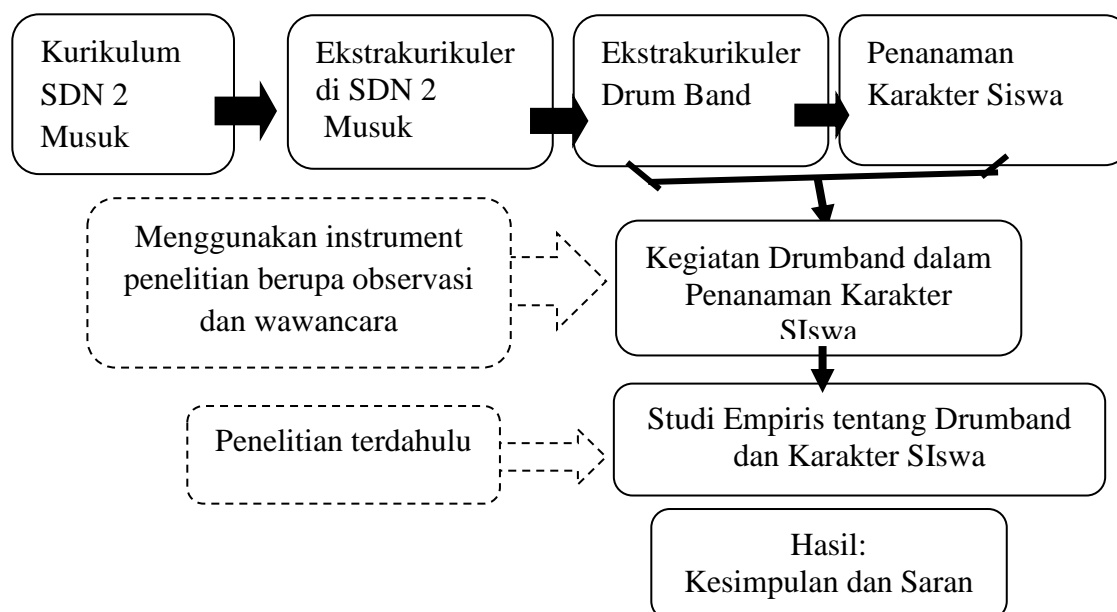 Kurikulum
SDN 2
Musuk
Ekstrakurikuler
di SDN 2
Musuk
Ekstrakurikuler
Drum Band
Penanaman
Karakter Siswa
Menggunakan instrument
penelitian berupa observasi
dan wawancara
Kegiatan Drumband dalam
Penanaman Karakter
SIswa
Penelitian terdahulu
Studi Empiris tentang Drumband
dan Karakter SIswa
Hasil:
Kesimpulan dan Saran